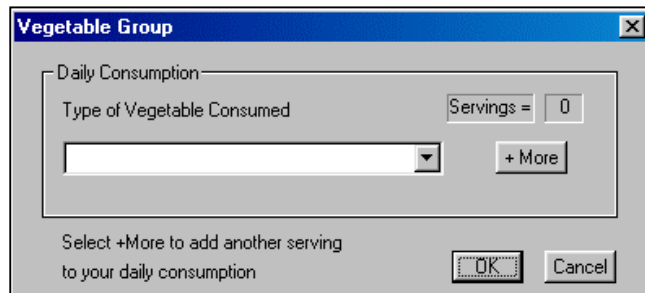 Vegetable Group
Daily Consumption
Type of Vegetable Consumed
Servings = 0
+ More
Select +More to add another serving
to your daily consumption
OK Cancel